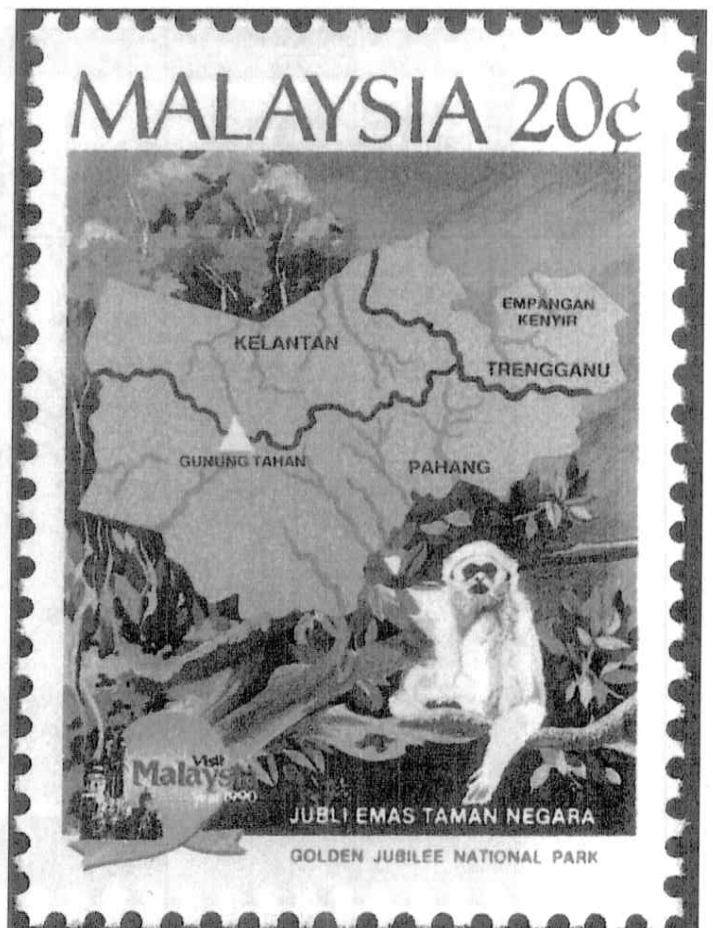 MALAYSIA 20¢
EMPANGAN
KENYIR
KELANTAN
TRENGGANU
GUNUNG TAHAN
PAHANG
Visit
Malaysia
Year 1990
JUBLI EMAS TAMAN NEGARA
GOLDEN JUBILEE NATIONAL PARK